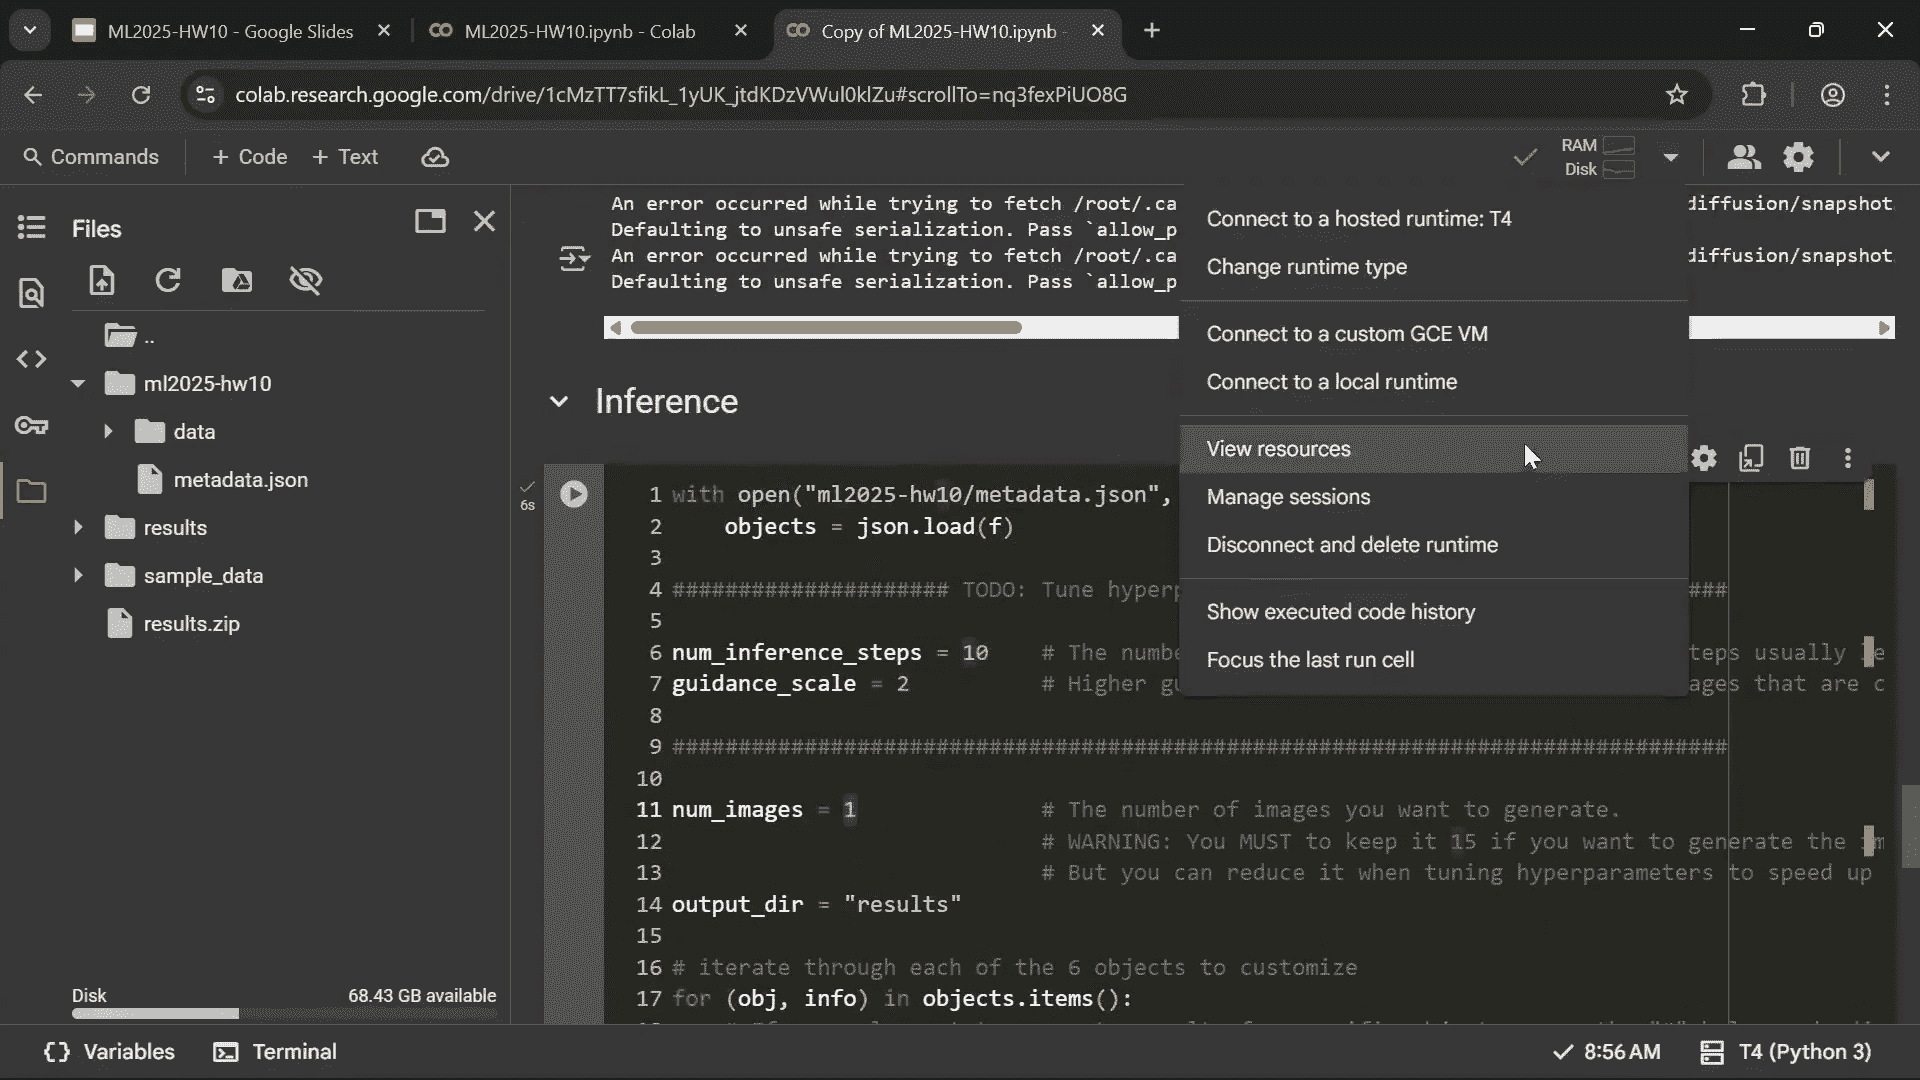 ML2025-HW10 - Google Slides
ML2025-HW10.ipynb - Colab
Copy of ML2025-HW10.ipynb -
colab.research.google.com/drive/1cMzTT7sfikL_1yUK_jtdKDzVWul0klZu#scrollTo=nq3fexPiUO8G
Commands
+ Code
+ Text
RAM
Disk
Files
..
ml2025-hw10
data
metadata.json
results
sample_data
results.zip
Disk
68.43 GB available
An error occurred while trying to fetch /root/.ca
diffusion/snapshot
Defaulting to unsafe serialization. Pass `allow_p
An error occurred while trying to fetch /root/.ca
diffusion/snapshot
Defaulting to unsafe serialization. Pass `allow_p
Connect to a hosted runtime: T4
Change runtime type
Connect to a custom GCE VM
Connect to a local runtime
View resources
Manage sessions
Disconnect and delete runtime
Show executed code history
Focus the last run cell
Inference
6s
1 with open("ml2025-hw10/metadata.json",
2 objects = json.load(f)
3
4 ##################### TODO: Tune hyperp ###
5
6 num_inference_steps = 10 # The numbe teps usually le
7 guidance_scale = 2 # Higher gu ages that are c
8
9 ################################################################################
10
11 num_images = 1 # The number of images you want to generate.
12 # WARNING: You MUST to keep it 15 if you want to generate the im
13 # But you can reduce it when tuning hyperparameters to speed up
14 output_dir = "results"
15
16 # iterate through each of the 6 objects to customize
17 for (obj, info) in objects.items():
Variables
Terminal
8:56 AM
T4 (Python 3)